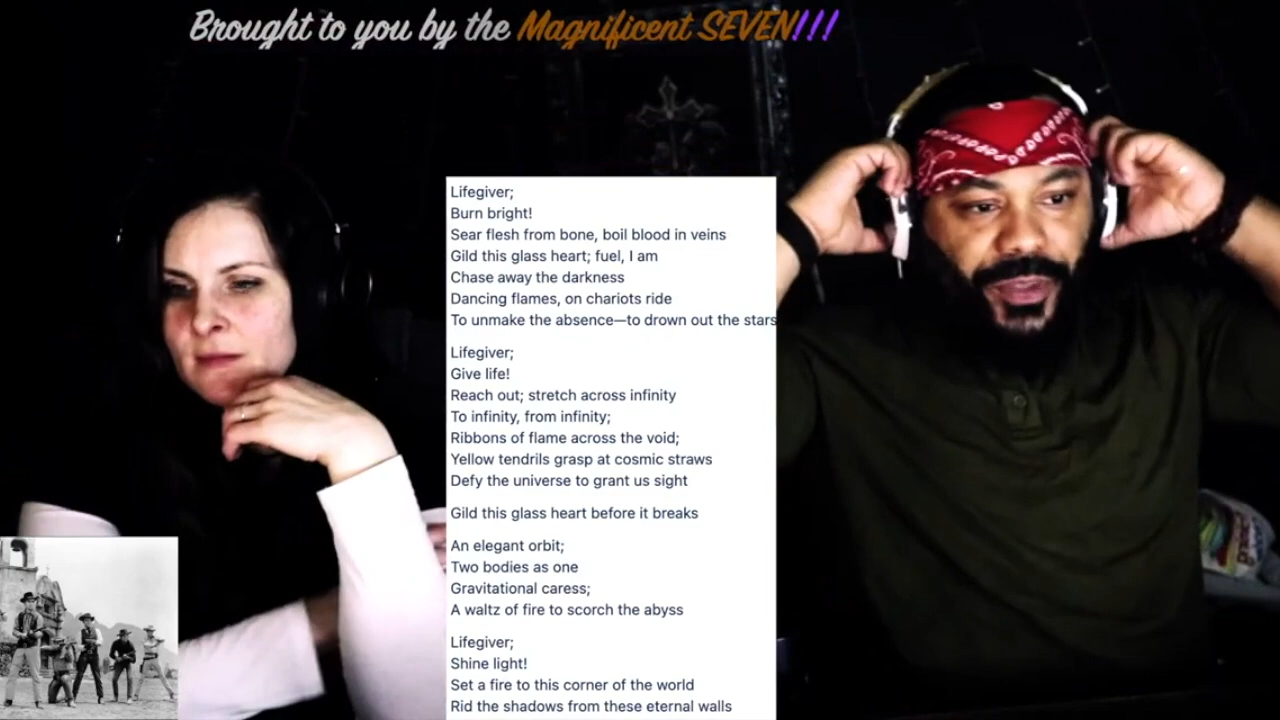 Brought to you by the Magnificent SEVEN!!!
Lifegiver;
Burn bright!
Sear flesh from bone, boil blood in veins
Gild this glass heart; fuel, I am
Chase away the darkness
Dancing flames, on chariots ride
To unmake the absence—to drown out the stars
Lifegiver;
Give life!
Reach out; stretch across infinity
To infinity, from infinity;
Ribbons of flame across the void;
Yellow tendrils grasp at cosmic straws
Defy the universe to grant us sight
Gild this glass heart before it breaks
An elegant orbit;
Two bodies as one
Gravitational caress;
A waltz of fire to scorch the abyss
Lifegiver;
Shine light!
Set a fire to this corner of the world
Rid the shadows from these eternal walls